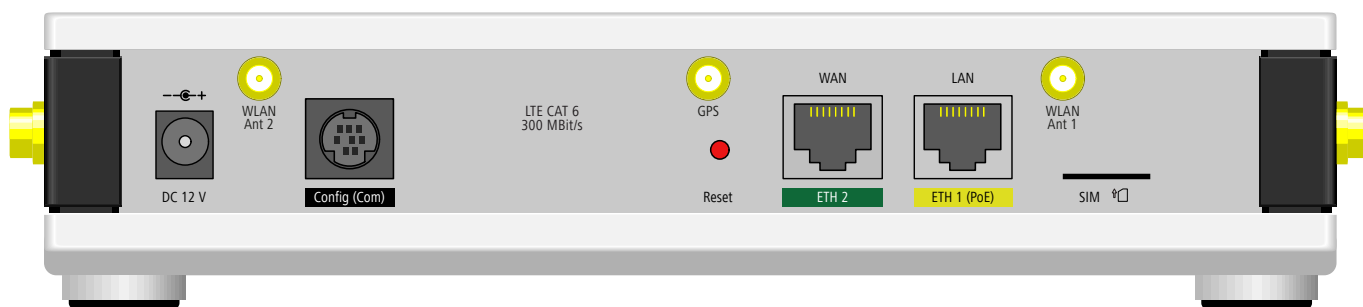 WLAN
Ant 2
DC 12 V
Config (Com)
LTE CAT 6
300 MBit/s
GPS
Reset
WAN
ETH 2
LAN
ETH 1 (PoE)
WLAN
Ant 1
SIM